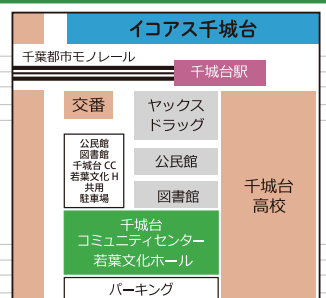 イコアス千城台
千葉都市モノレール
千城台駅
交番
ヤックス
ドラッグ
公民館
図書館
千城台 CC
若葉文化 H
共用
駐車場
公民館
図書館
千城台
高校
千城台
コミュニティセンター
若葉文化ホール
パーキング